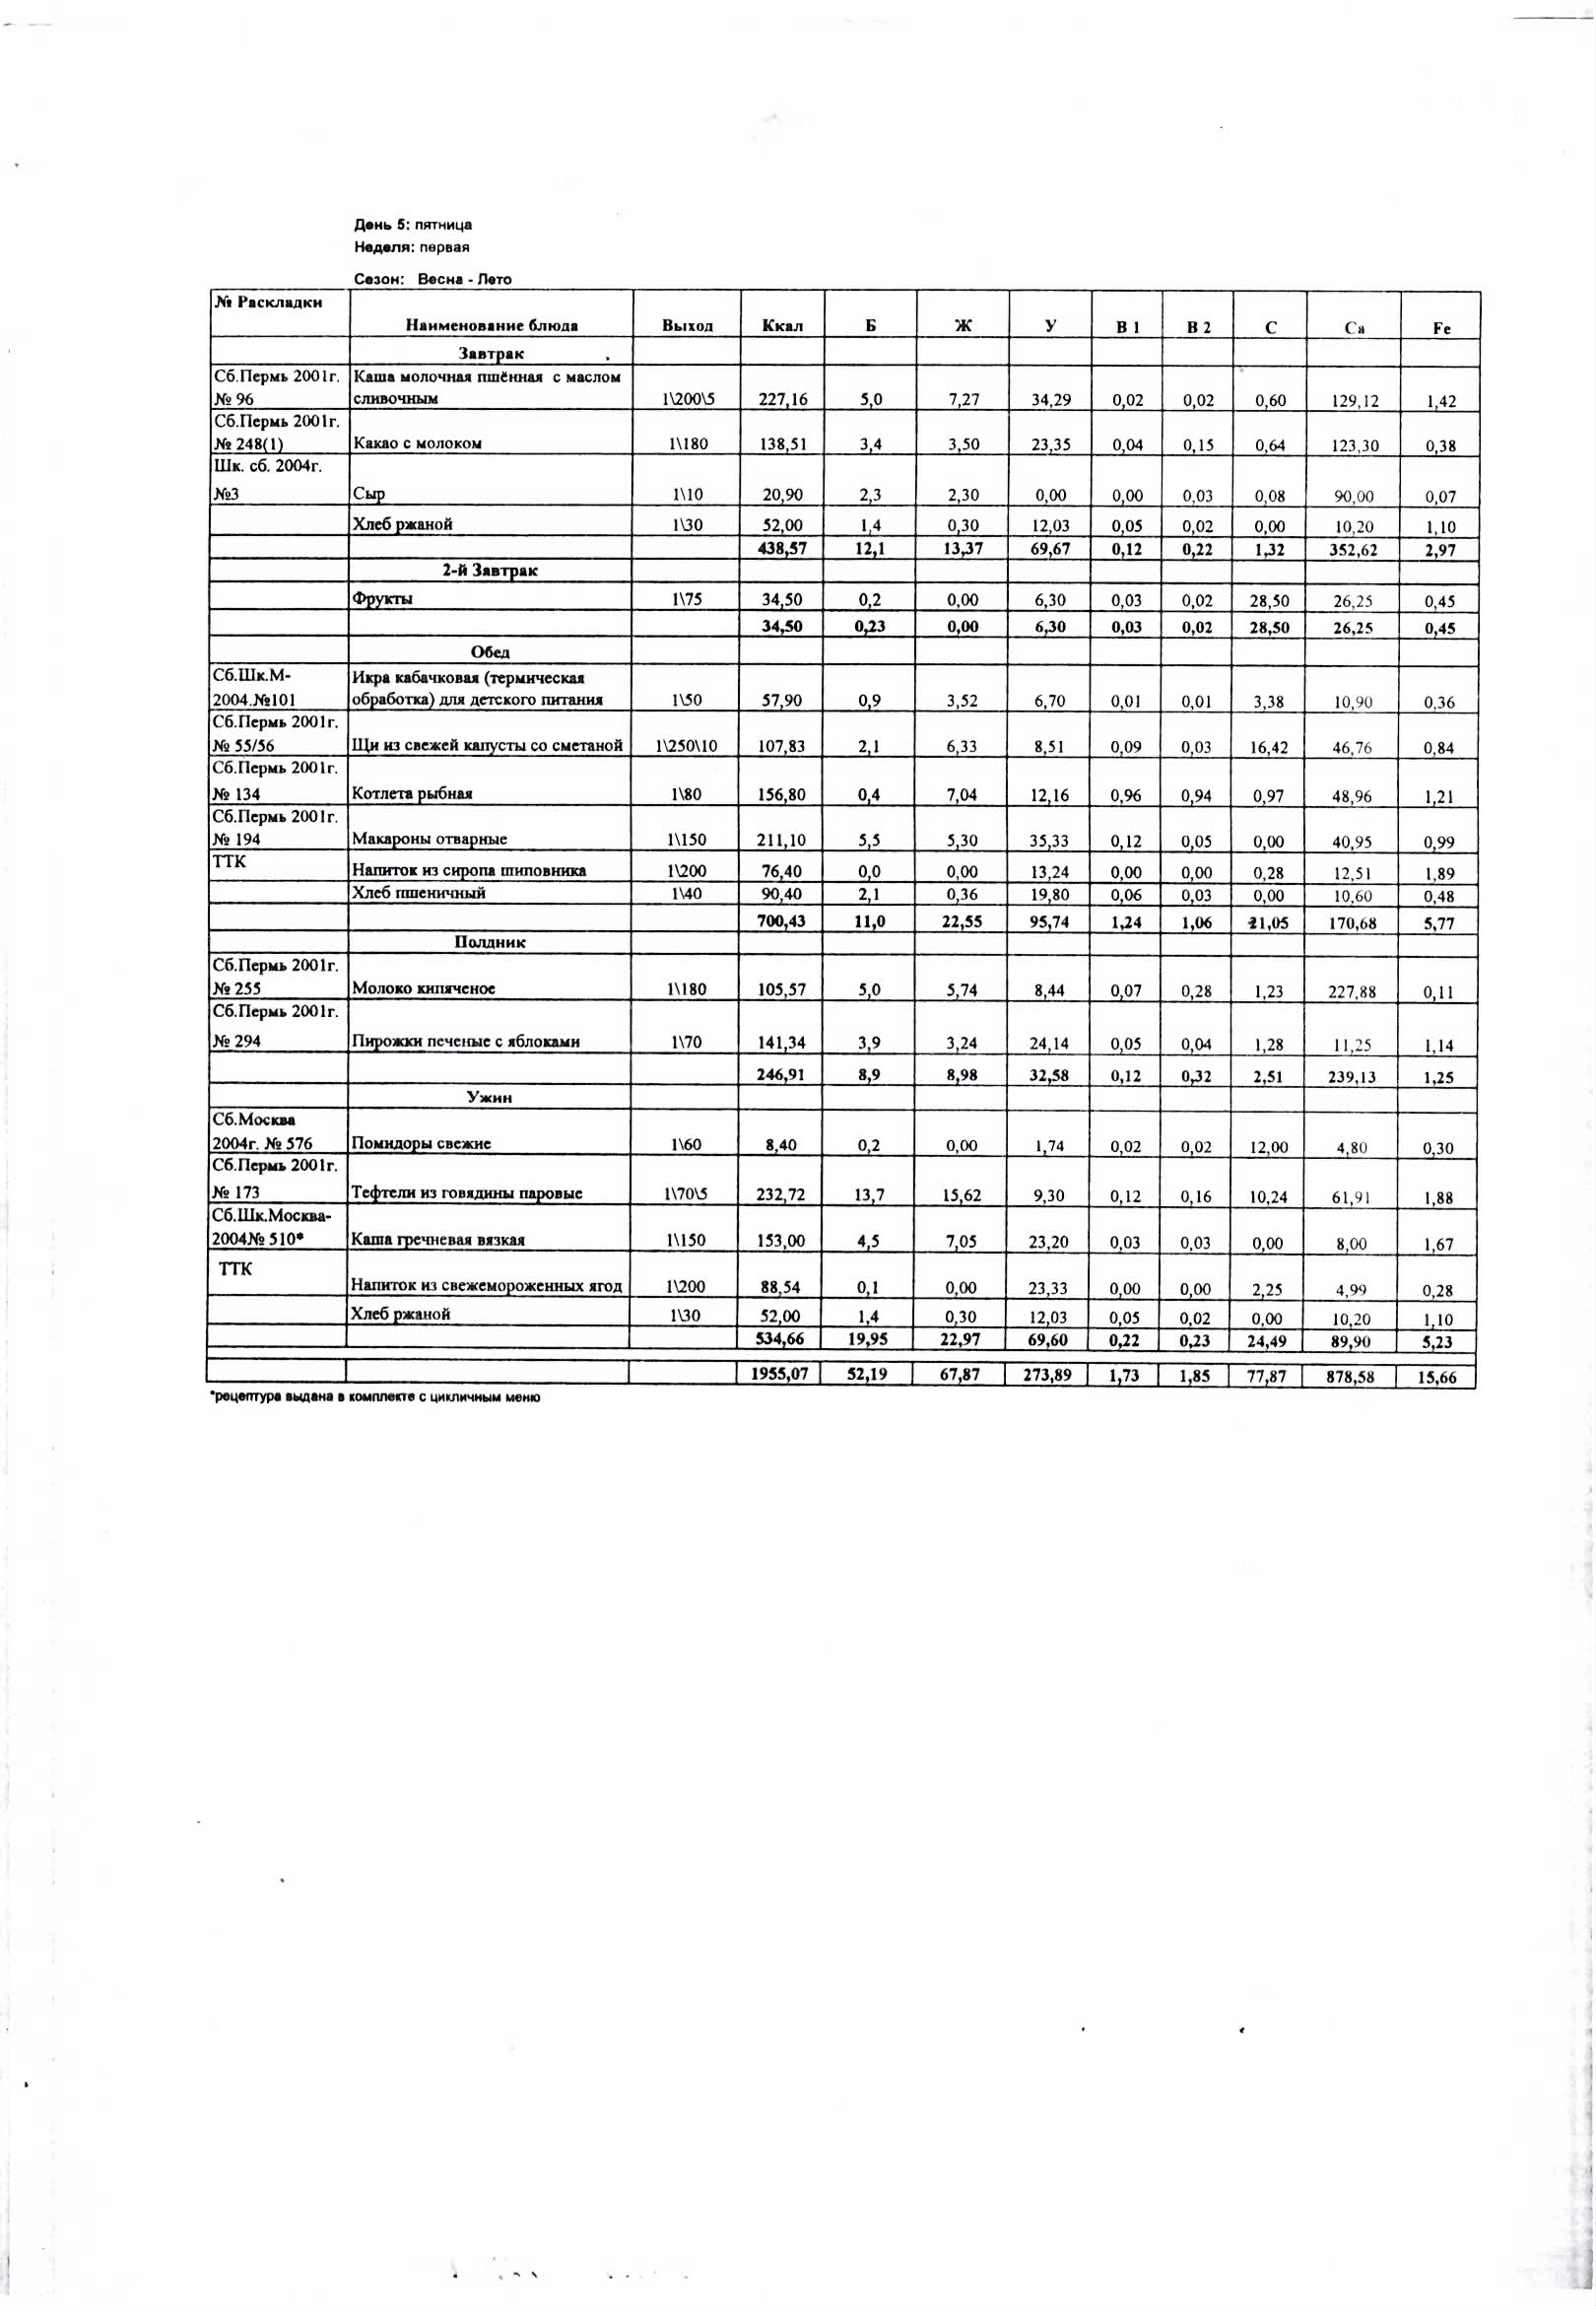 День 5: пятница
Неделя: первая
Сезон: Весна - Лето
№ Раскладки Наименование блюда Выход Ккал Б Ж У В 1 В 2 С Са Fe
Завтрак
Сб.Пермь 2001г. № 96 Каша молочная пшённая с маслом сливочным 1\200\5 227,16 5,0 7,27 34,29 0,02 0,02 0,60 129,12 1,42
Сб.Пермь 2001г. № 248(1) Какао с молоком 1\180 138,51 3,4 3,50 23,35 0,04 0,15 0,64 123,30 0,38
Шк. сб. 2004г. №3 Сыр 1\10 20,90 2,3 2,30 0,00 0,00 0,03 0,08 90,00 0,07
Хлеб ржаной 1\30 52,00 1,4 0,30 12,03 0,05 0,02 0,00 10,20 1,10
438,57 12,1 13,37 69,67 0,12 0,22 1,32 352,62 2,97
2-й Завтрак
Фрукты 1\75 34,50 0,2 0,00 6,30 0,03 0,02 28,50 26,25 0,45
34,50 0,23 0,00 6,30 0,03 0,02 28,50 26,25 0,45
Обед
Сб.Шк.М-2004.№101 Икра кабачковая (термическая обработка) для детского питания 1\50 57,90 0,9 3,52 6,70 0,01 0,01 3,38 10,90 0,36
Сб.Пермь 2001г. № 55/56 Щи из свежей капусты со сметаной 1\250\10 107,83 2,1 6,33 8,51 0,09 0,03 16,42 46,76 0,84
Сб.Пермь 2001г. № 134 Котлета рыбная 1\80 156,80 0,4 7,04 12,16 0,96 0,94 0,97 48,96 1,21
Сб.Пермь 2001г. № 194 Макароны отварные 1\150 211,10 5,5 5,30 35,33 0,12 0,05 0,00 40,95 0,99
ТТК Напиток из сиропа шиповника 1\200 76,40 0,0 0,00 13,24 0,00 0,00 0,28 12,51 1,89
Хлеб пшеничный 1\40 90,40 2,1 0,36 19,80 0,06 0,03 0,00 10,60 0,48
700,43 11,0 22,55 95,74 1,24 1,06 21,05 170,68 5,77
Полдник
Сб.Пермь 2001г. № 255 Молоко кипяченое 1\180 105,57 5,0 5,74 8,44 0,07 0,28 1,23 227,88 0,11
Сб.Пермь 2001г. № 294 Пирожки печеные с яблоками 1\70 141,34 3,9 3,24 24,14 0,05 0,04 1,28 11,25 1,14
246,91 8,9 8,98 32,58 0,12 0,32 2,51 239,13 1,25
Ужин
Сб.Москва 2004г. № 576 Помидоры свежие 1\60 8,40 0,2 0,00 1,74 0,02 0,02 12,00 4,80 0,30
Сб.Пермь 2001г. № 173 Тефтели из говядины паровые 1\70\5 232,72 13,7 15,62 9,30 0,12 0,16 10,24 61,91 1,88
Сб.Шк.Москва-2004№ 510* Каша гречневая вязкая 1\150 153,00 4,5 7,05 23,20 0,03 0,03 0,00 8,00 1,67
ТТК Напиток из свежемороженных ягод 1\200 88,54 0,1 0,00 23,33 0,00 0,00 2,25 4,99 0,28
Хлеб ржаной 1\30 52,00 1,4 0,30 12,03 0,05 0,02 0,00 10,20 1,10
534,66 19,95 22,97 69,60 0,22 0,23 24,49 89,90 5,23
1955,07 52,19 67,87 273,89 1,73 1,85 77,87 878,58 15,66
*рецептура выдана в комплекте с цикличным меню